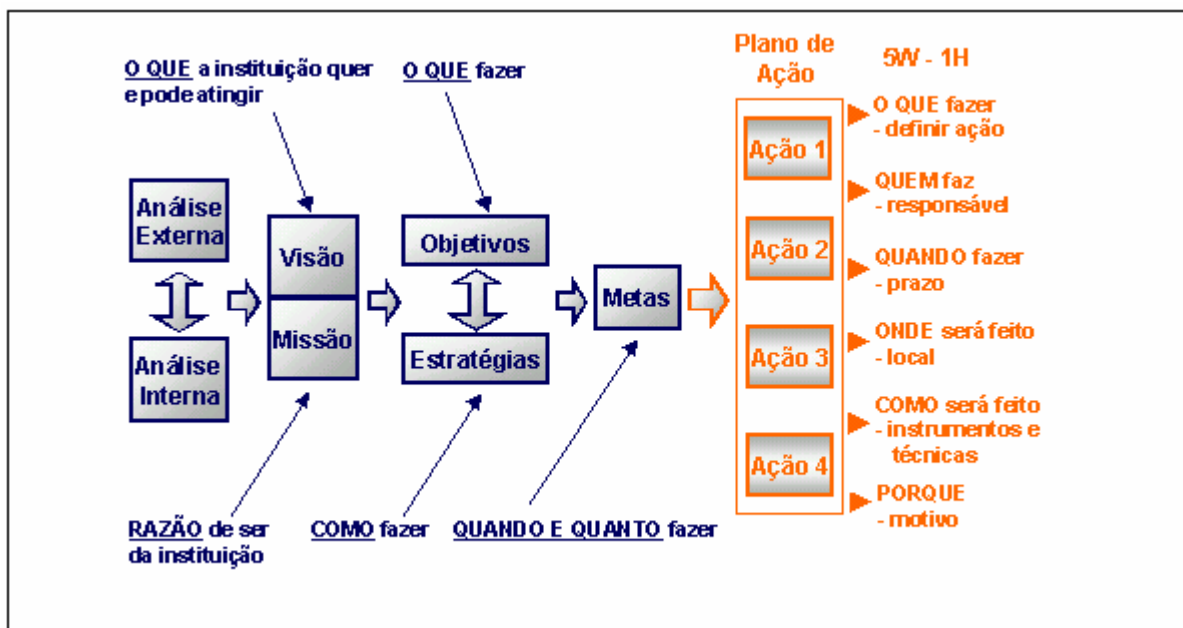 O QUE a instituição quer
e pode atingir
O QUE fazer
Plano de
Ação
5W - 1H
Análise
Externa
Análise
Interna
Visão
Missão
Objetivos
Estratégias
Metas
Ação 1
Ação 2
Ação 3
Ação 4
O QUE fazer
- definir ação
QUEM faz
- responsável
QUANDO fazer
- prazo
ONDE será feito
- local
COMO será feito
- instrumentos e
técnicas
PORQUE
- motivo
RAZÃO de ser
da instituição
COMO fazer
QUANDO E QUANTO fazer